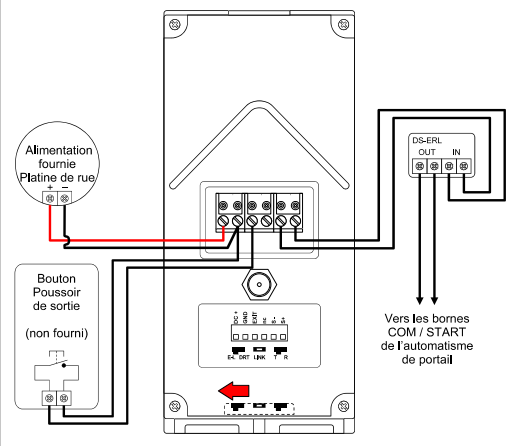 Alimentation
fournie
Platine de rue
+ −
DS-ERL
OUT IN
Bouton
Poussoir
de sortie
(non fourni)
DC +
GND
EXIT
nc
S-
S+
E-L DRT LINK T R
Vers les bornes
COM / START
de l'automatisme
de portail